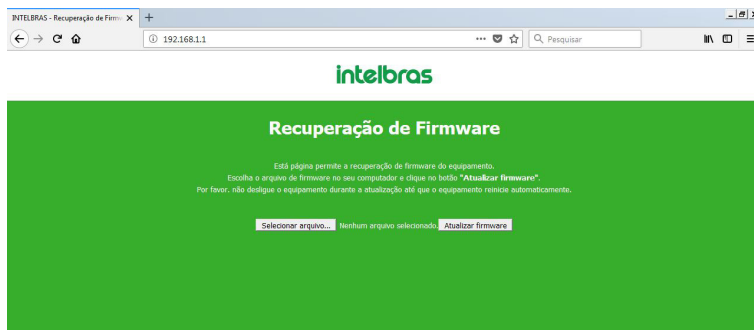 INTELBRAS - Recuperação de Firmw
192.168.1.1
Pesquisar
intelbras
Recuperação de Firmware
Está página permite a recuperação de firmware do equipamento.
Escolha o arquivo de firmware no seu computador e clique no botão "Atualizar firmware".
Por favor, não desligue o equipamento durante a atualização até que o equipamento reinicie automaticamente.
Selecionar arquivo... Nenhum arquivo selecionado. Atualizar firmware